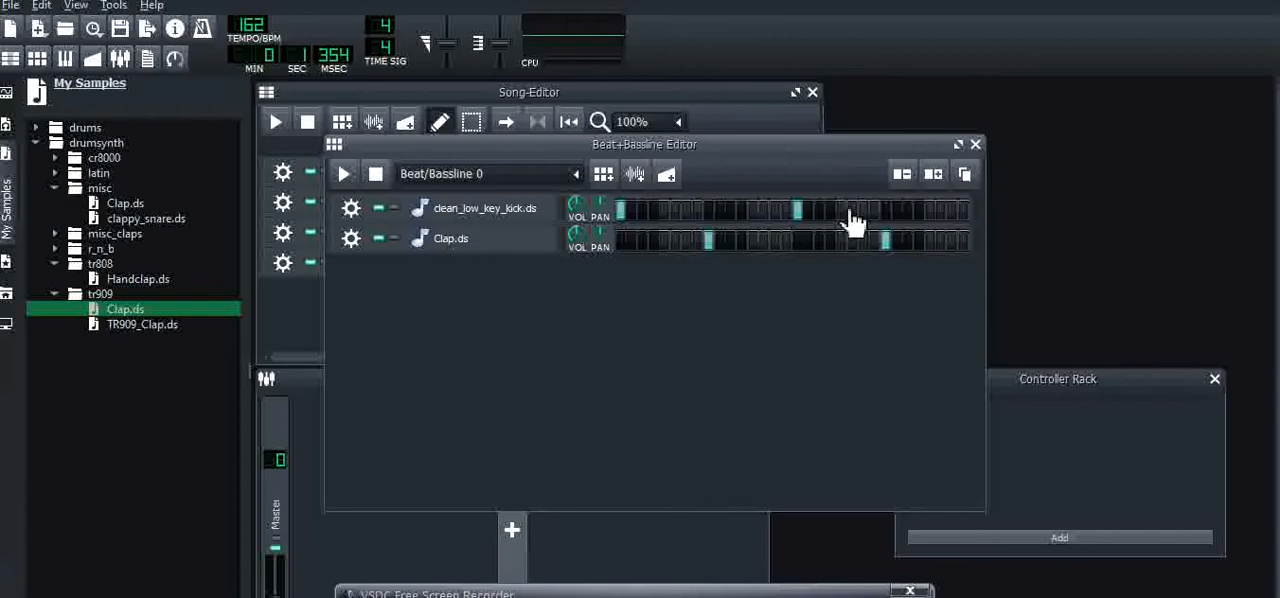 File Edit View Tools Help
162
TEMPO/BPM
0 1 354
MIN SEC MSEC
4
4
TIME SIG
CPU
My Samples
My Samples
drums
drumsynth
cr8000
latin
misc
Clap.ds
clappy_snare.ds
misc_claps
r_n_b
tr808
Handclap.ds
tr909
Clap.ds
TR909_Clap.ds
Song-Editor
100%
Beat+Bassline Editor
Beat/Bassline 0
clean_low_key_kick.ds
VOL PAN
Clap.ds
VOL PAN
0
Master
Controller Rack
Add
VSDC Free Screen Recorder